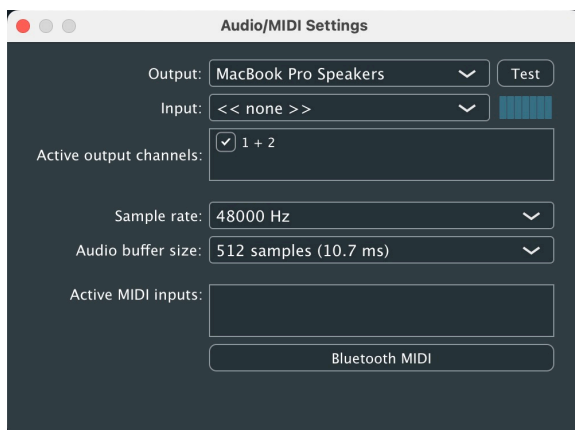 Audio/MIDI Settings
Output: MacBook Pro Speakers Test
Input: << none >>
Active output channels: 1 + 2
Sample rate: 48000 Hz
Audio buffer size: 512 samples (10.7 ms)
Active MIDI inputs:
Bluetooth MIDI